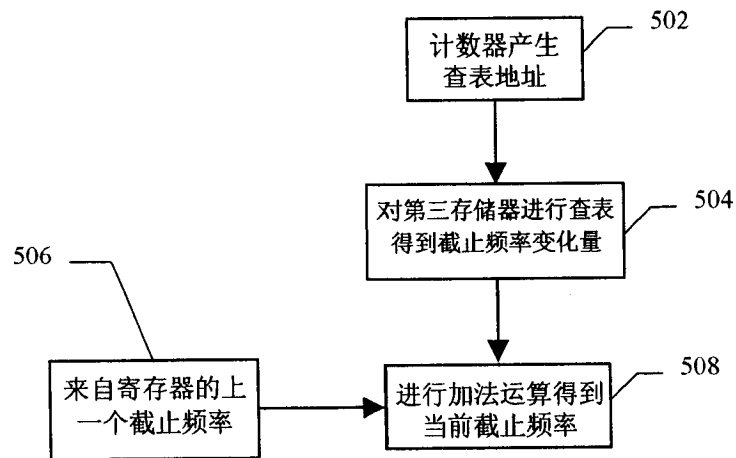 502
计数器产生
查表地址
504
对第三存储器进行查表
得到截止频率变化量
506
来自寄存器的上
一个截止频率
508
进行加法运算得到
当前截止频率